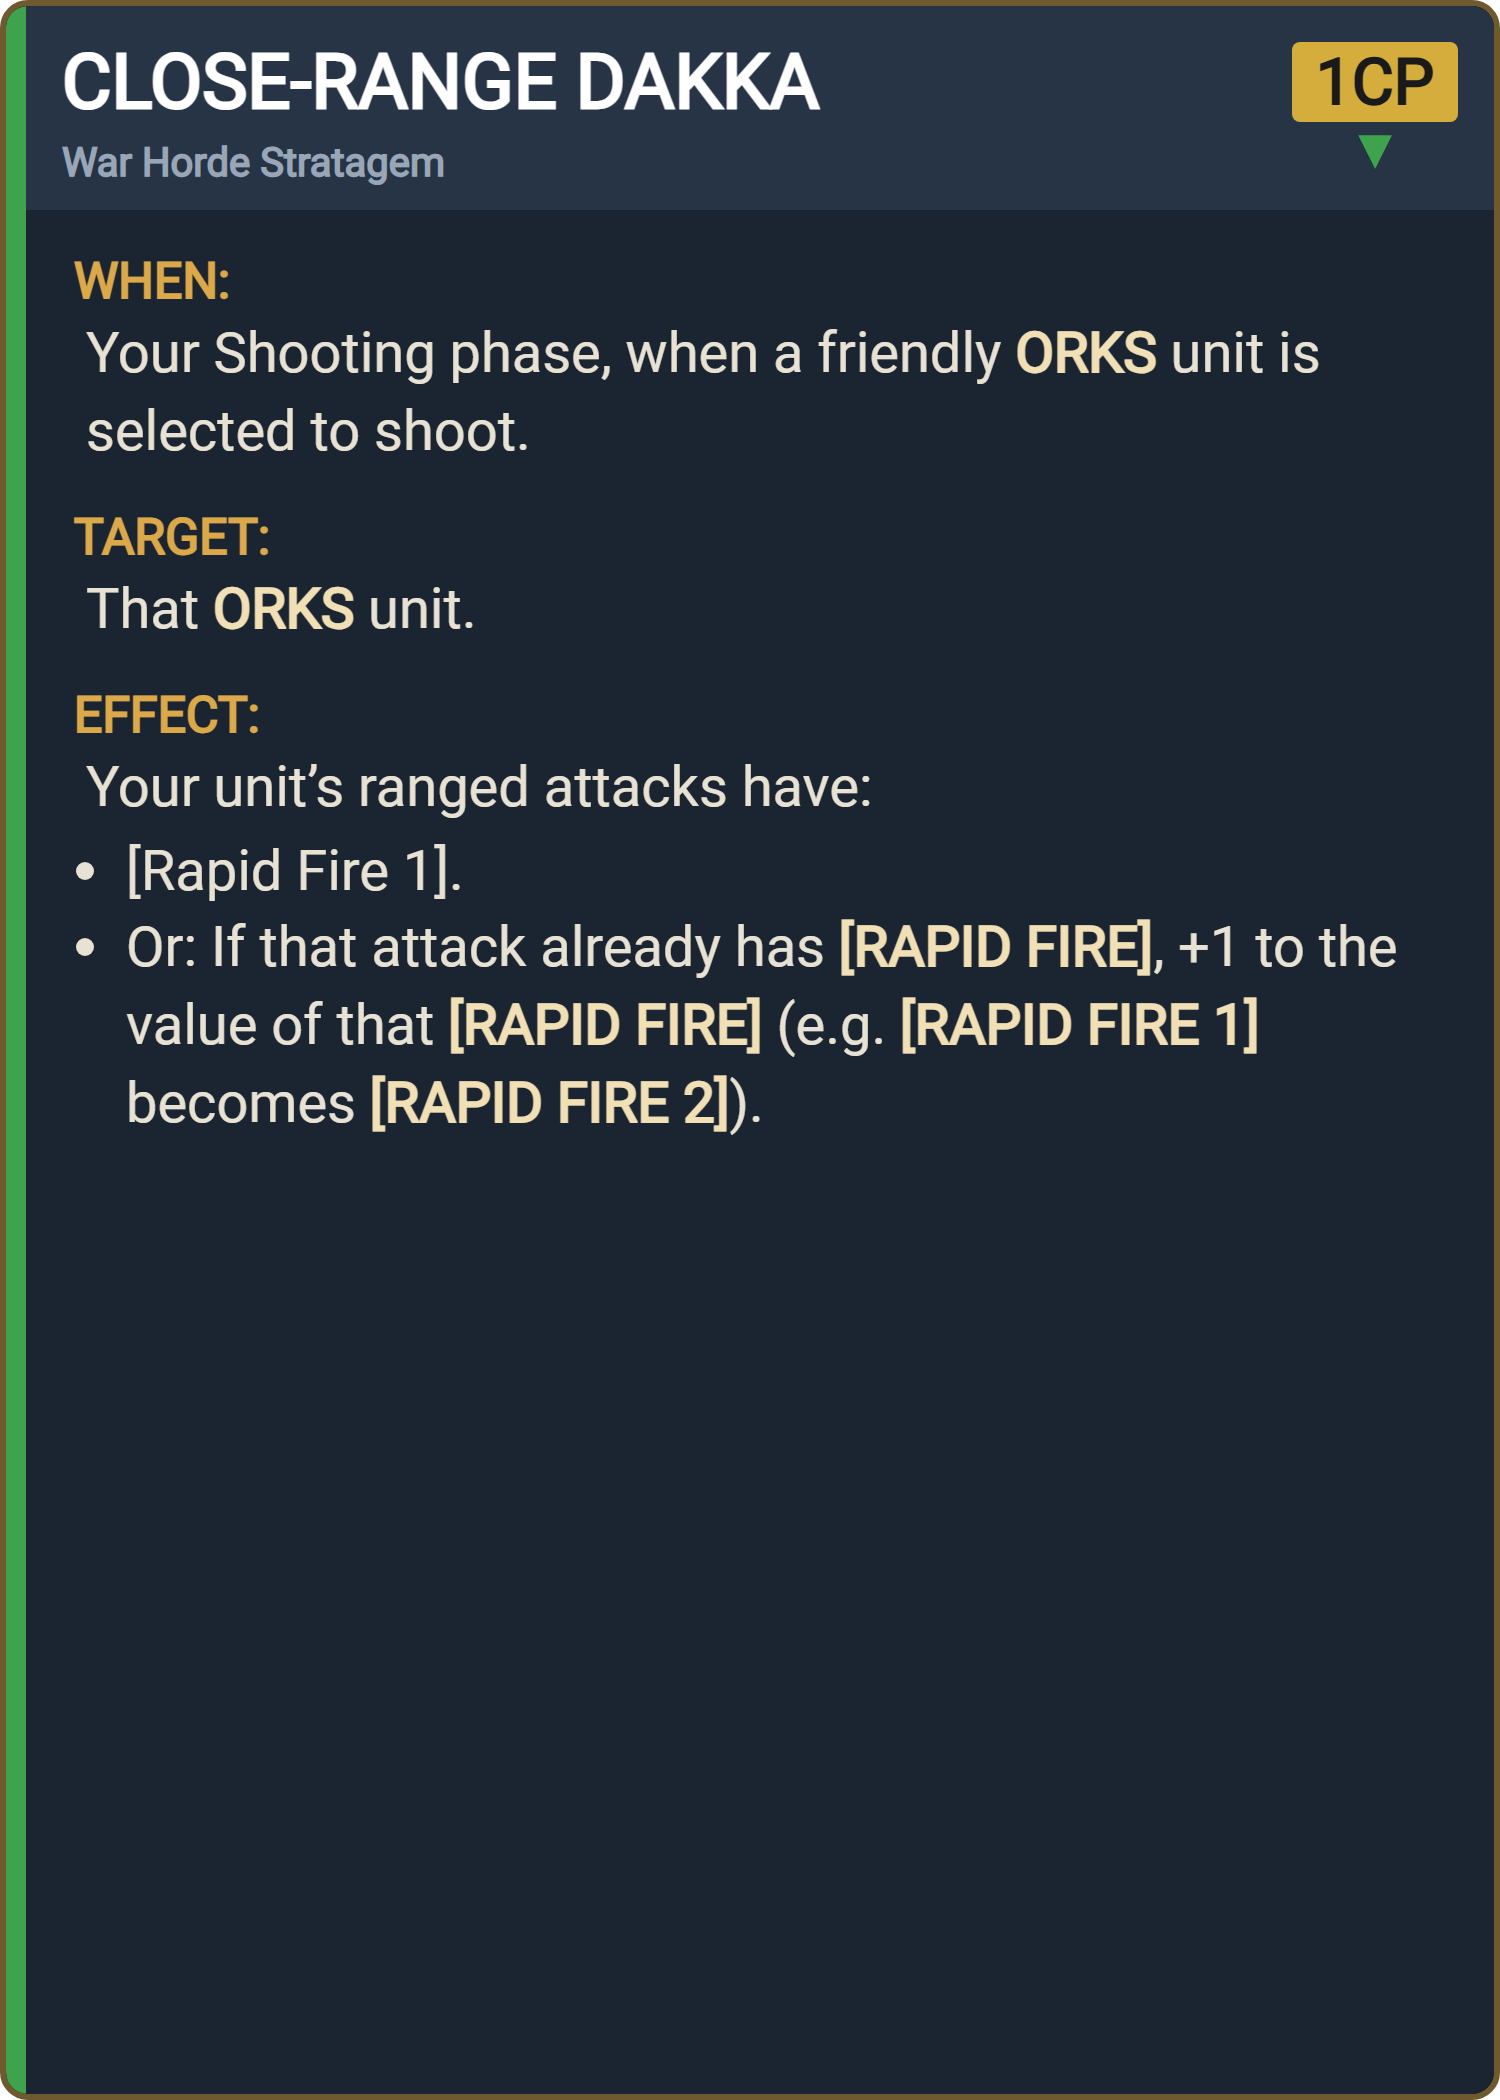 CLOSE-RANGE DAKKA
1CP
War Horde Stratagem
WHEN:
Your Shooting phase, when a friendly ORKS unit is
selected to shoot.
TARGET:
That ORKS unit.
EFFECT:
Your unit’s ranged attacks have:
• [Rapid Fire 1].
• Or: If that attack already has [RAPID FIRE], +1 to the
value of that [RAPID FIRE] (e.g. [RAPID FIRE 1]
becomes [RAPID FIRE 2]).